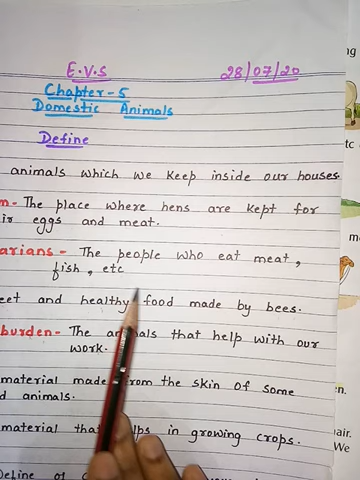 E.V.S 28/07/20
Chapter-5
Domestic Animals
Define
animals which we keep inside our houses.
m- The place where hens are kept for
ir eggs and meat.
arians- The people who eat meat,
fish, etc
eet and healthy food made by bees.
burden- The animals that help with our
work.
material made from the skin of some
d animals.
material that helps in growing crops.